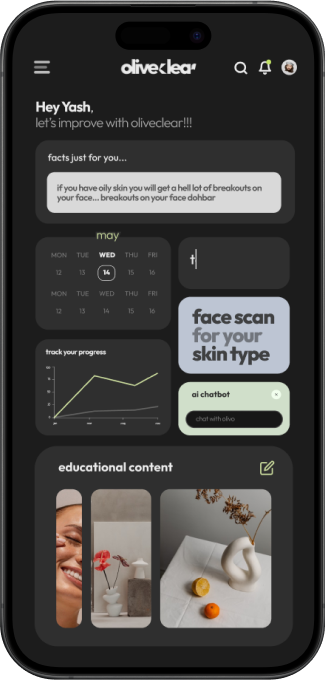 oliveclear
Hey Yash,
let's improve with oliveclear!!!
facts just for you...
if you have oily skin you will get a hell lot of breakouts on
your face... breakouts on your face dohbar
may
MON TUE WED THU FRI
12 13 14 15 16
MON TUE WED THU FRI
12 13 14 15 16
t
face scan
for your
skin type
track your progress
ai chatbot
chat with olivo
educational content